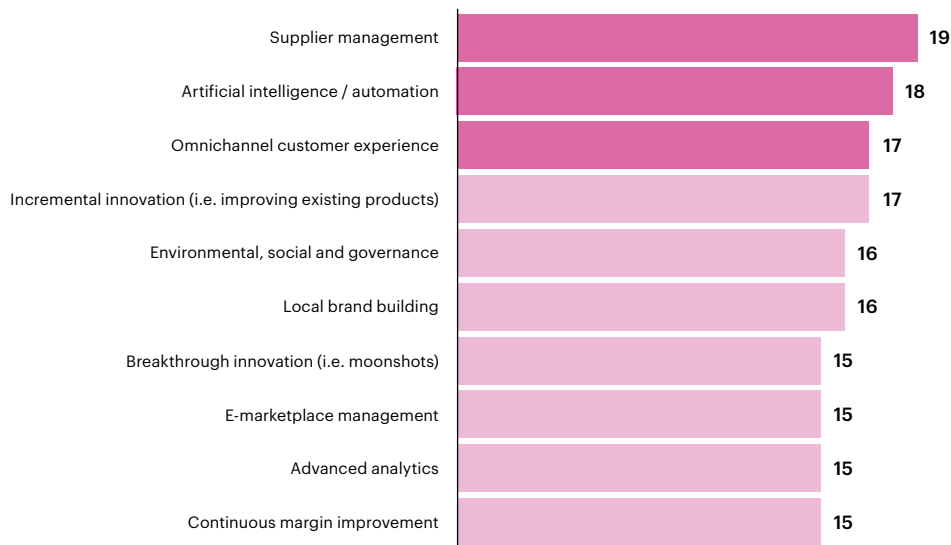 Supplier management 19
Artificial intelligence / automation 18
Omnichannel customer experience 17
Incremental innovation (i.e. improving existing products) 17
Environmental, social and governance 16
Local brand building 16
Breakthrough innovation (i.e. moonshots) 15
E-marketplace management 15
Advanced analytics 15
Continuous margin improvement 15